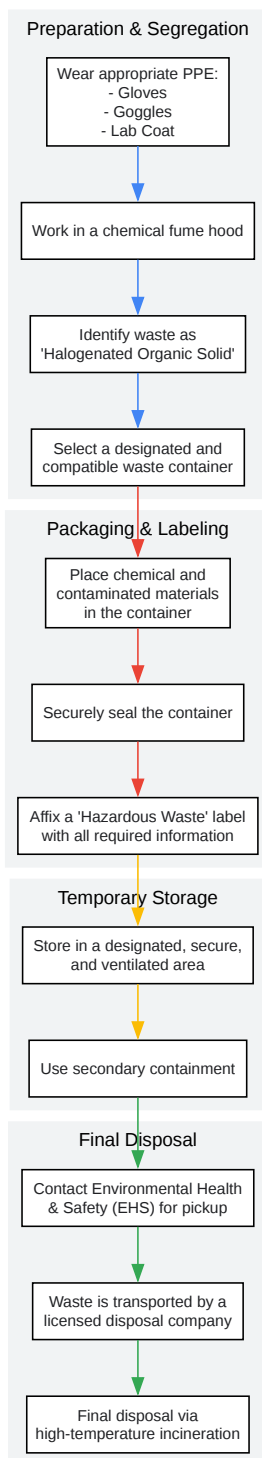 Preparation & Segregation
Wear appropriate PPE:
- Gloves
- Goggles
- Lab Coat
Work in a chemical fume hood
Identify waste as
'Halogenated Organic Solid'
Select a designated and
compatible waste container
Packaging & Labeling
Place chemical and
contaminated materials
in the container
Securely seal the container
Affix a 'Hazardous Waste' label
with all required information
Temporary Storage
Store in a designated, secure,
and ventilated area
Use secondary containment
Final Disposal
Contact Environmental Health
& Safety (EHS) for pickup
Waste is transported by a
licensed disposal company
Final disposal via
high-temperature incineration